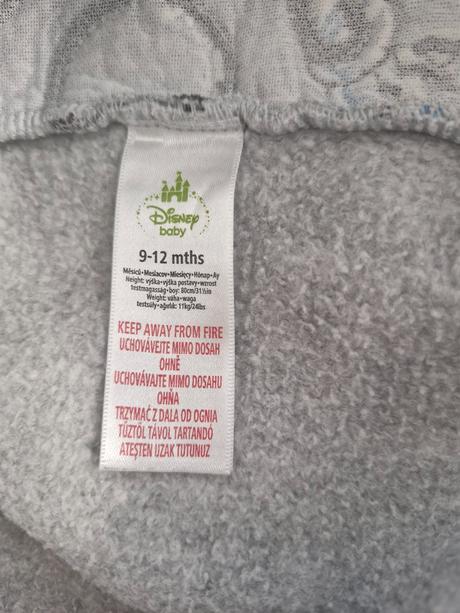 Disney
baby
9-12 mths
Měsíců•Mesiacov•Miesięcy•Hónap•Ay
Height: výška•výška postavy•wzrost
testmagasság•boy: 80cm/31½in
Weight: váha•waga
testsúly•ağırlık: 11kg/24lbs
KEEP AWAY FROM FIRE
UCHOVÁVEJTE MIMO DOSAH
OHNĚ
UCHOVÁVAJTE MIMO DOSAHU
OHŇA
TRZYMAĆ Z DALA OD OGNIA
TŰZTŐL TÁVOL TARTANDÓ
ATEŞTEN UZAK TUTUNUZ